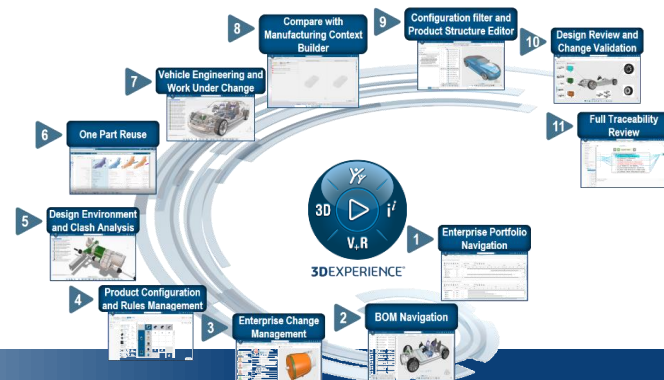 8
Compare with
Manufacturing Context
Builder
9
Configuration filter and
Product Structure Editor
10
Design Review and
Change Validation
7
Vehicle Engineering and
Work Under Change
11
Full Traceability
Review
6
One Part Reuse
3D
i
V+R
3DEXPERIENCE
5
Design Environment
and Clash Analysis
1
Enterprise Portfolio
Navigation
4
Product Configuration
and Rules Management
3
Enterprise Change
Management
2
BOM Navigation